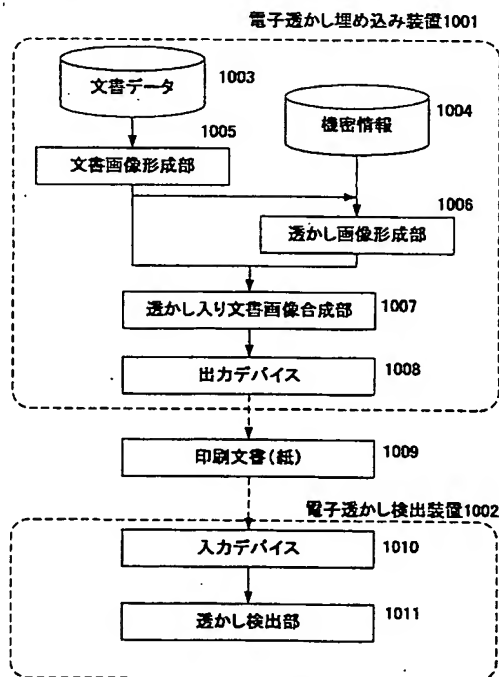 電子透かし埋め込み装置1001
文書データ
1003
機密情報
1004
1005
文書画像形成部
1006
透かし画像形成部
透かし入り文書画像合成部
1007
出力デバイス
1008
印刷文書(紙)
1009
電子透かし検出装置1002
入力デバイス
1010
透かし検出部
1011